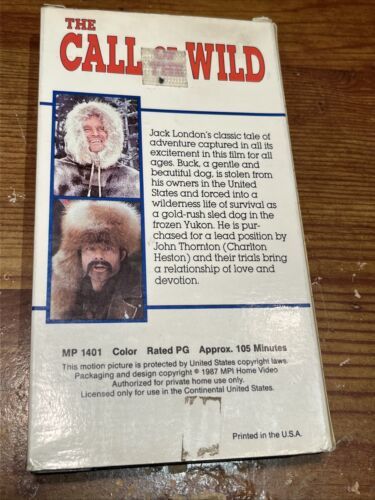 THE
CALL OF THE WILD
Jack London's classic tale of
adventure captured in all its
excitement in this film for all
ages. Buck, a gentle and
beautiful dog, is stolen from
his owners in the United
States and forced into a
wilderness life of survival as
a gold-rush sled dog in the
frozen Yukon. He is pur-
chased for a lead position by
John Thornton (Charlton
Heston) and their trials bring
a relationship of love and
devotion.
MP 1401 Color Rated PG Approx. 105 Minutes
This motion picture is protected by United States copyright laws.
Packaging and design copyright © 1987 MPI Home Video
Authorized for private home use only.
Licensed only for use in the Continental United States.
Printed in the U.S.A.